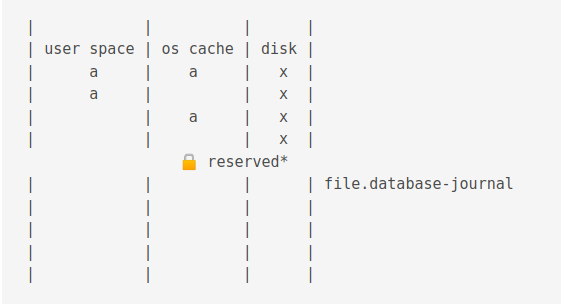 |            |         |      |
| user space | os cache | disk |
|      a     |    a    |   x  |
|      a     |         |   x  |
|            |    a    |   x  |
|            |         |   x  |
🔒 reserved*
|            |         |      | file.database-journal
|            |         |      |
|            |         |      |
|            |         |      |
|            |         |      |